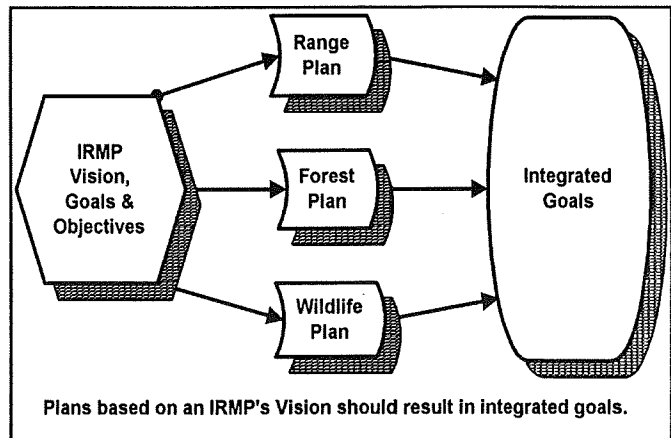 Range
Plan
IRMP
Vision,
Goals &
Objectives
Forest
Plan
Integrated
Goals
Wildlife
Plan
Plans based on an IRMP's Vision should result in integrated goals.